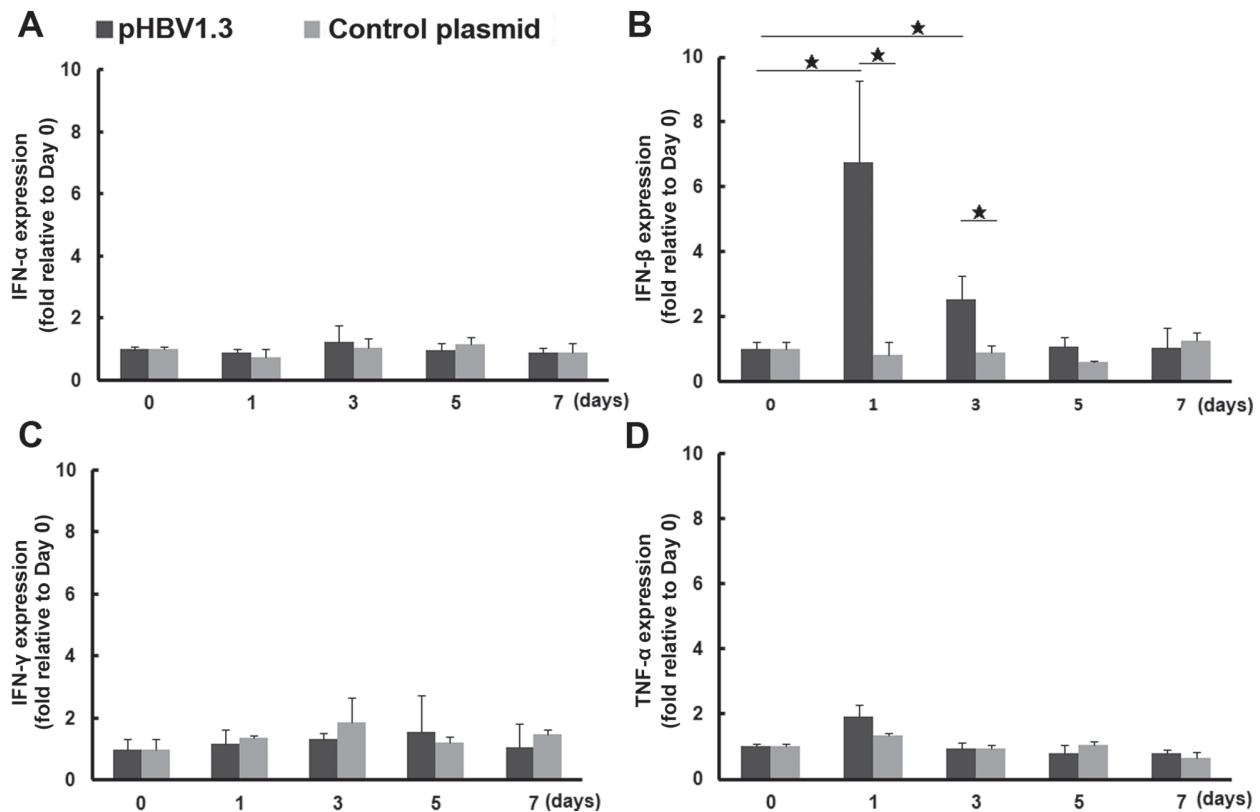 A
pHBV1.3
Control plasmid
IFN-α expression
(fold relative to Day 0)
10
8
6
4
2
0
0 1 3 5 7 (days)
B
IFN-β expression
(fold relative to Day 0)
10
8
6
4
2
0
0 1 3 5 7 (days)
C
IFN-γ expression
(fold relative to Day 0)
10
8
6
4
2
0
0 1 3 5 7 (days)
D
TNF-α expression
(fold relative to Day 0)
10
8
6
4
2
0
0 1 3 5 7 (days)